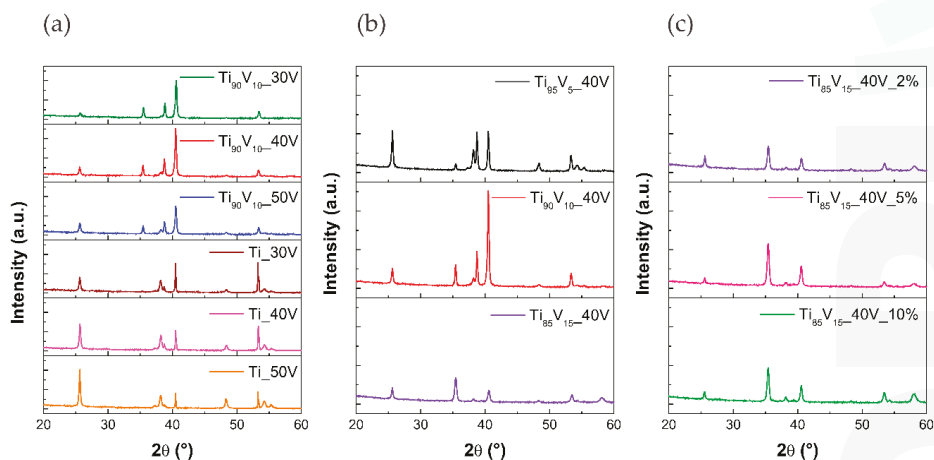 (a)
(b)
(c)
Intensity (a.u.)
Ti₉₀V₁₀_30V
Ti₉₀V₁₀_40V
Ti₉₀V₁₀_50V
Ti_30V
Ti_40V
Ti_50V
20 30 40 50 60
2θ (°)
Intensity (a.u.)
Ti₉₅V₅_40V
Ti₉₀V₁₀_40V
Ti₈₅V₁₅_40V
20 30 40 50 60
2θ (°)
Intensity (a.u.)
Ti₈₅V₁₅_40V_2%
Ti₈₅V₁₅_40V_5%
Ti₈₅V₁₅_40V_10%
20 30 40 50 60
2θ (°)